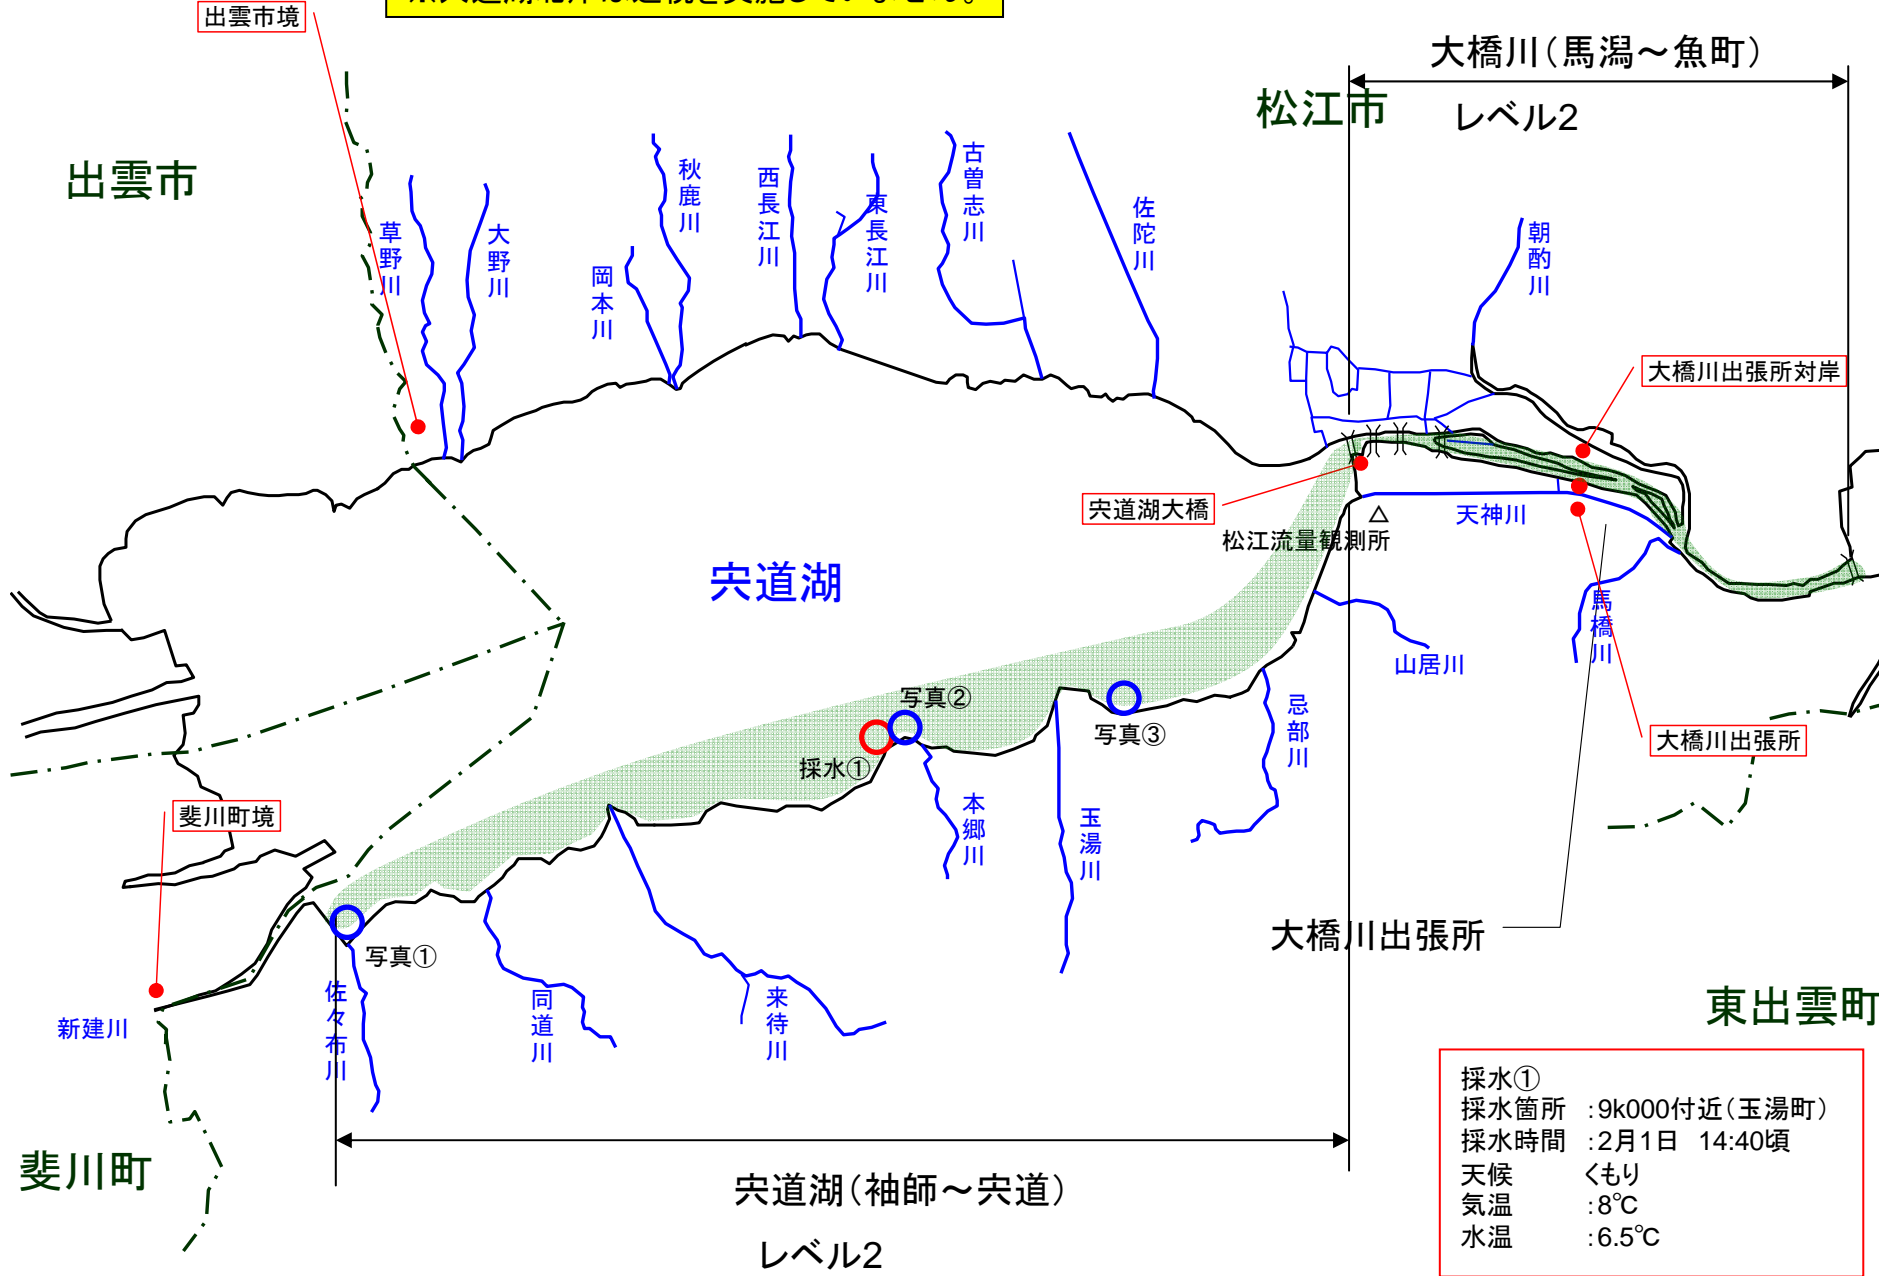 出雲市境
大橋川（馬潟～魚町）
レベル2
松江市
出雲市
草野川
大野川
岡本川
秋鹿川
西長江川
東長江川
古曽志川
佐陀川
朝酌川
大橋川出張所対岸
宍道湖大橋
松江流量観測所
天神川
宍道湖
馬橋川
山居川
忌部川
写真②
写真③
採水①
大橋川出張所
本郷川
玉湯川
斐川町境
写真①
大橋川出張所
新建川
佐々布川
同道川
来待川
東出雲町
斐川町
宍道湖（袖師～宍道）
レベル2
採水①
採水箇所 ：9k000付近（玉湯町）
採水時間 ：2月1日 14:40頃
天候 くもり
気温 ：8℃
水温 ：6.5℃